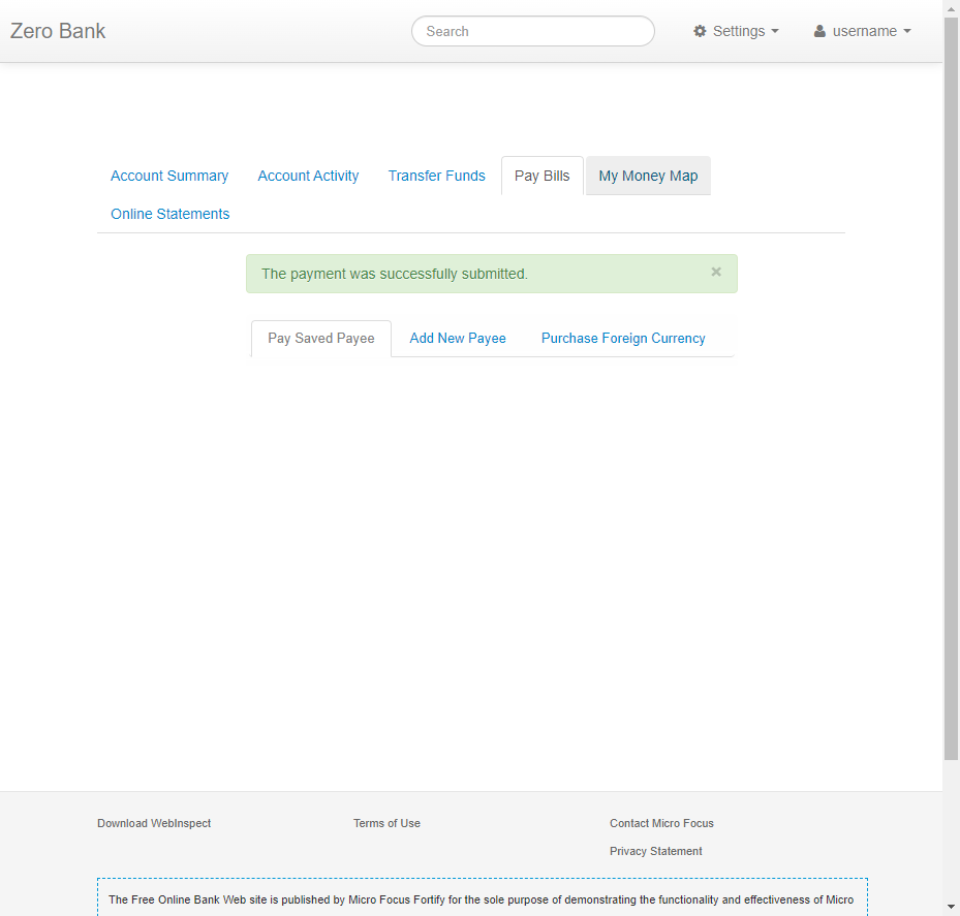 Zero Bank
Search
Settings
username
Account Summary
Account Activity
Transfer Funds
Pay Bills
My Money Map
Online Statements
The payment was successfully submitted.
×
Pay Saved Payee
Add New Payee
Purchase Foreign Currency
Download WebInspect
Terms of Use
Contact Micro Focus
Privacy Statement
The Free Online Bank Web site is published by Micro Focus Fortify for the sole purpose of demonstrating the functionality and effectiveness of Micro